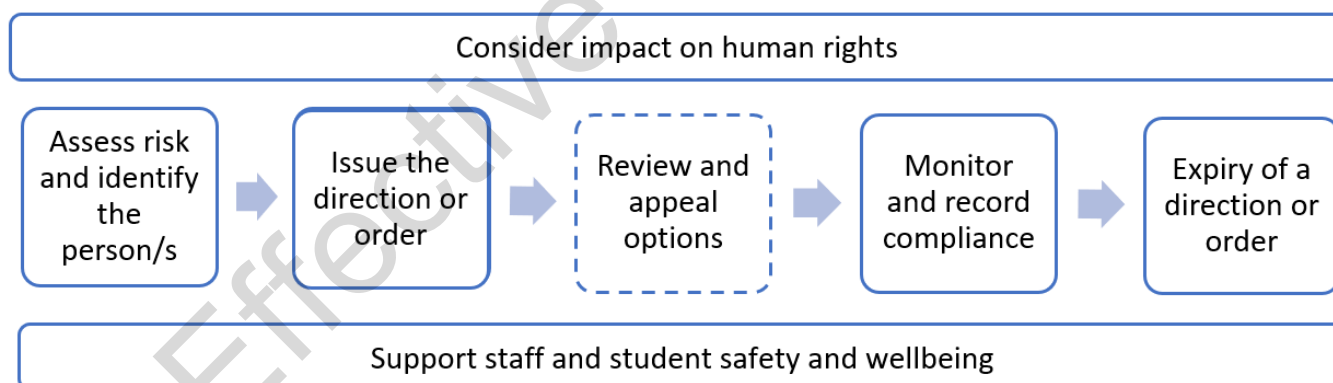 Consider impact on human rights
Assess risk
and identify
the
person/s
Issue the
direction or
order
Review and
appeal
options
Monitor
and record
compliance
Expiry of a
direction or
order
Support staff and student safety and wellbeing
Effective